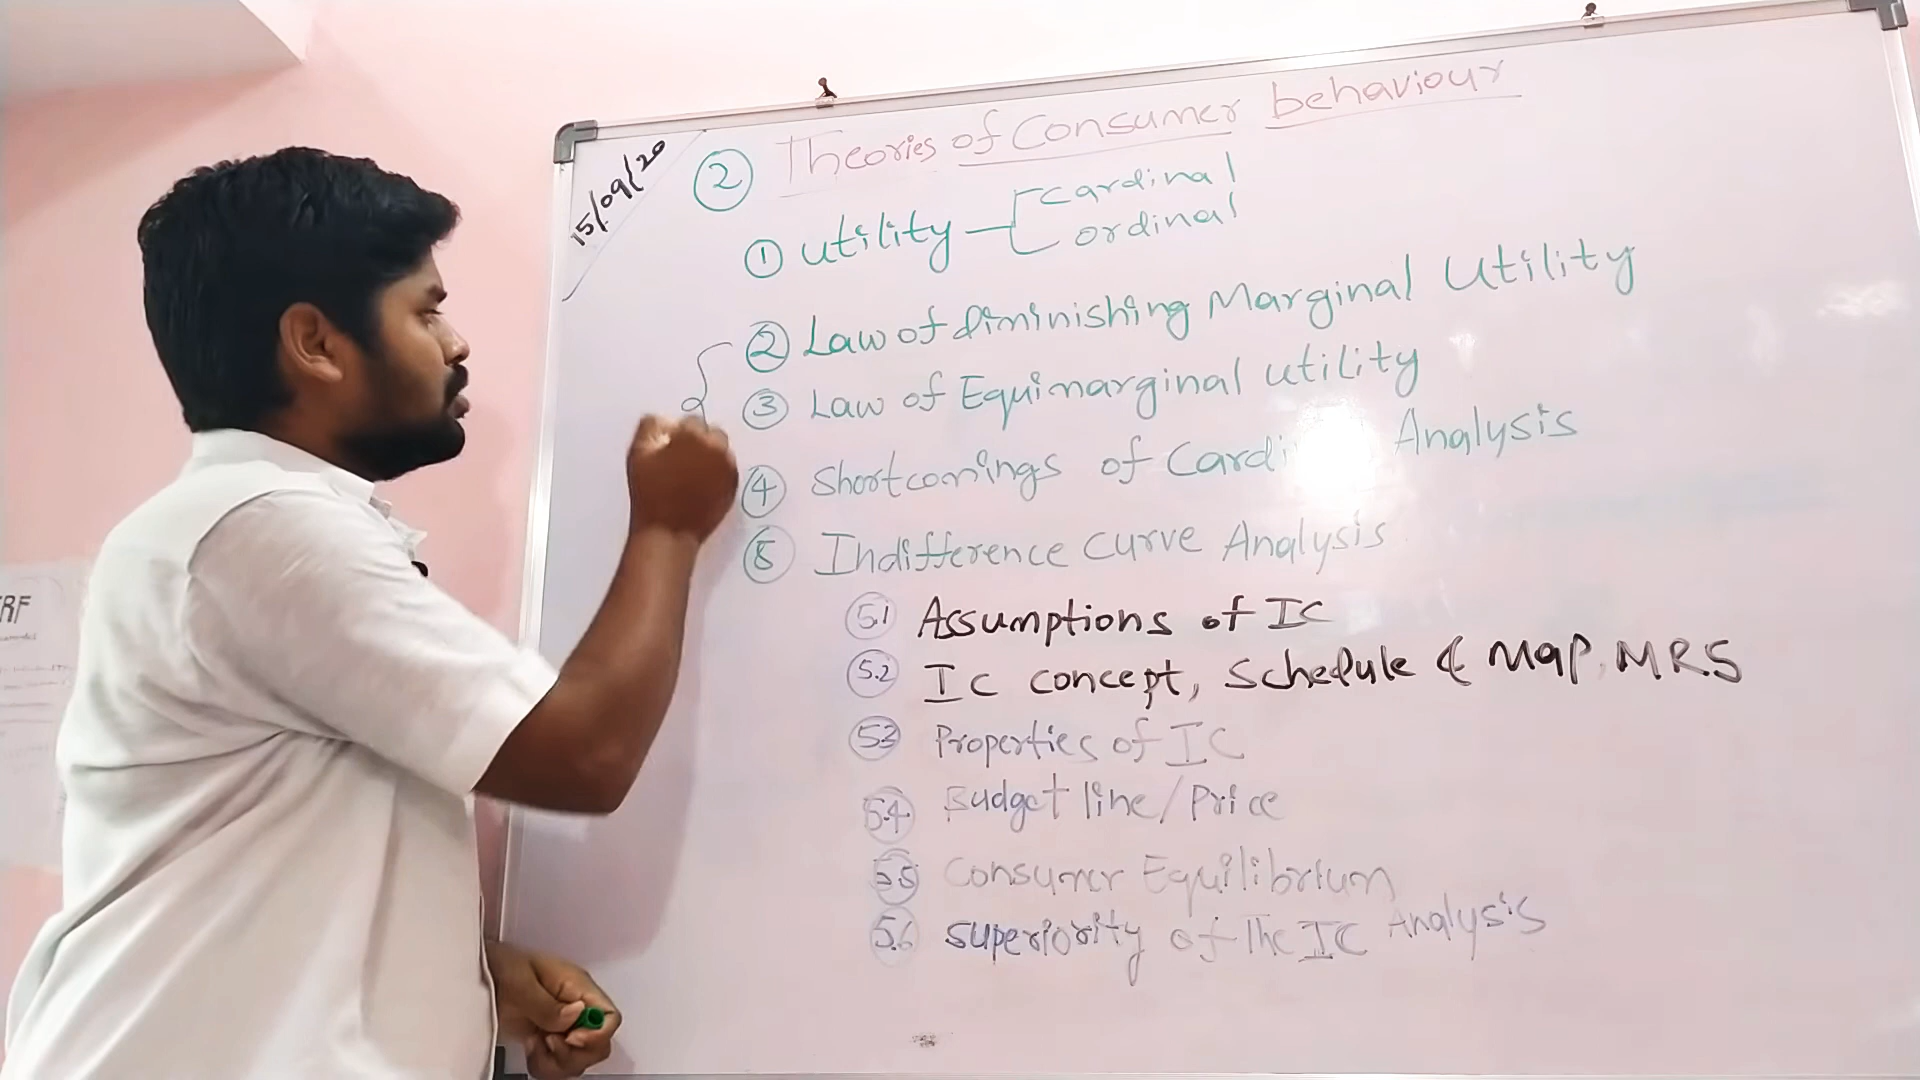 15/09/20
② Theories of Consumer behaviour
① Utility
cardinal
ordinal
② Law of diminishing Marginal Utility
③ Law of Equimarginal Utility
④ Shortcomings of Cardi Analysis
⑤ Indifference Curve Analysis
5.1 Assumptions of IC
5.2 IC concept, Schedule & Map, MRS
5.3 Properties of IC
5.4 Budget line/Price
5.5 Consumer Equilibrium
5.6 Superiority of the IC Analysis
RF